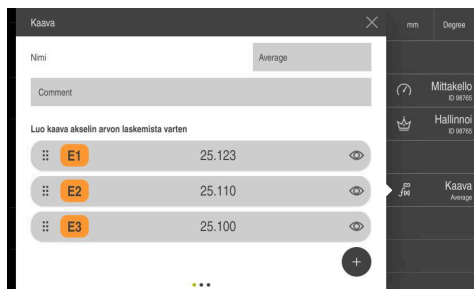 Kaava
Nimi
Average
Comment
Luo kaava akselin arvon laskemista varten
E1 25.123
E2 25.110
E3 25.100
+
mm Degree
Mittakello
ID 98765
Hallinnoi
ID 98765
f(x) Kaava
Average